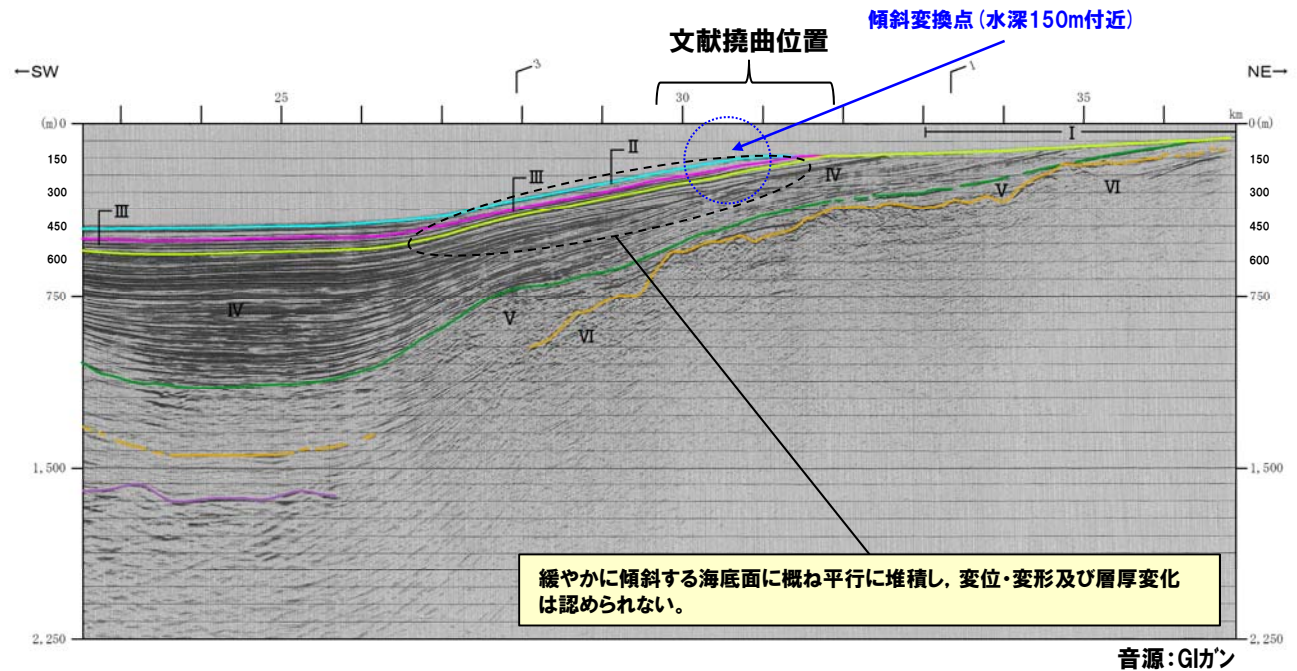 傾斜変換点(水深150m付近)
文献撓曲位置
←SW
3
1
NE→
25
30
35
km
(m) 0
0(m)
I
150
150
II
300
III
IV
V
VI
300
III
450
450
600
600
750
IV
V
VI
750
1,500
1,500
緩やかに傾斜する海底面に概ね平行に堆積し,変位・変形及び層厚変化
は認められない。
2,250
2,250
音源:GIガン